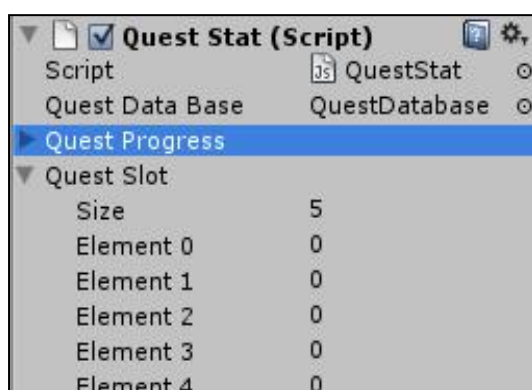 Quest Stat (Script)
Script Js QuestStat
Quest Data Base QuestDatabase
Quest Progress
Quest Slot
Size 5
Element 0 0
Element 1 0
Element 2 0
Element 3 0
Element 4 0